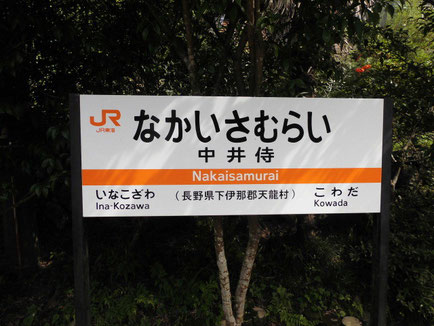 JR
JR東海
なかいさむらい
中井侍
Nakaisamurai
いなこざわ
Ina-Kozawa
(長野県下伊那郡天龍村)
こわだ
Kowada